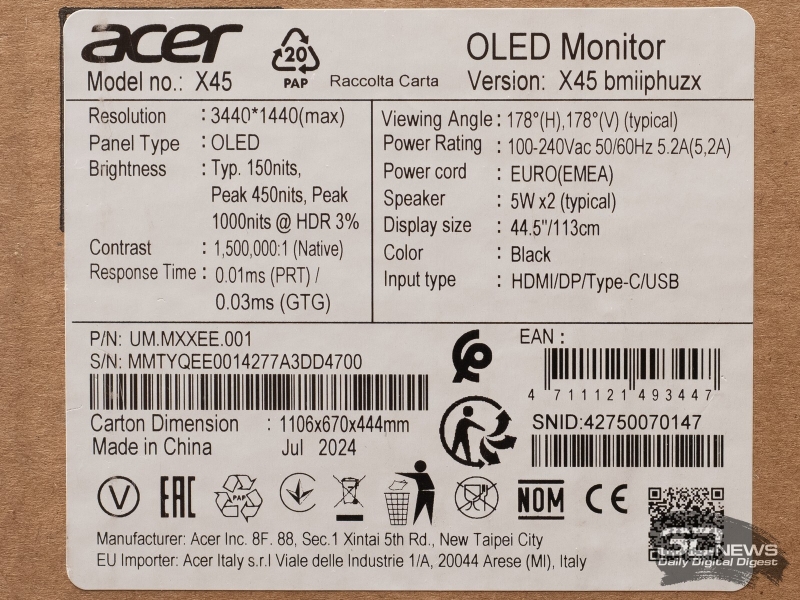 acer
20
PAP
Raccolta Carta
OLED Monitor
Model no.: X45
Version: X45 bmiiphuzx
Resolution : 3440*1440(max)
Panel Type : OLED
Brightness : Typ. 150nits,
Peak 450nits, Peak
1000nits @ HDR 3%
Contrast : 1,500,000:1 (Native)
Response Time : 0.01ms (PRT) /
0.03ms (GTG)
Viewing Angle : 178°(H),178°(V) (typical)
Power Rating : 100-240Vac 50/60Hz 5.2A(5,2A)
Power cord : EURO(EMEA)
Speaker : 5W x2 (typical)
Display size : 44.5"/113cm
Color : Black
Input type : HDMI/DP/Type-C/USB
P/N: UM.MXXEE.001
S/N: MMTYQEE0014277A3DD4700
Carton Dimension : 1106x670x444mm
Made in China Jul 2024
EAN :
4 711121 493447
SNID:42750070147
V
EAC
PAP
NOM
CE
Manufacturer: Acer Inc. 8F. 88, Sec.1 Xintai 5th Rd., New Taipei City
EU Importer: Acer Italy s.r.l Viale delle Industrie 1/A, 20044 Arese (MI), Italy
3DNEWS
Daily Digital Digest